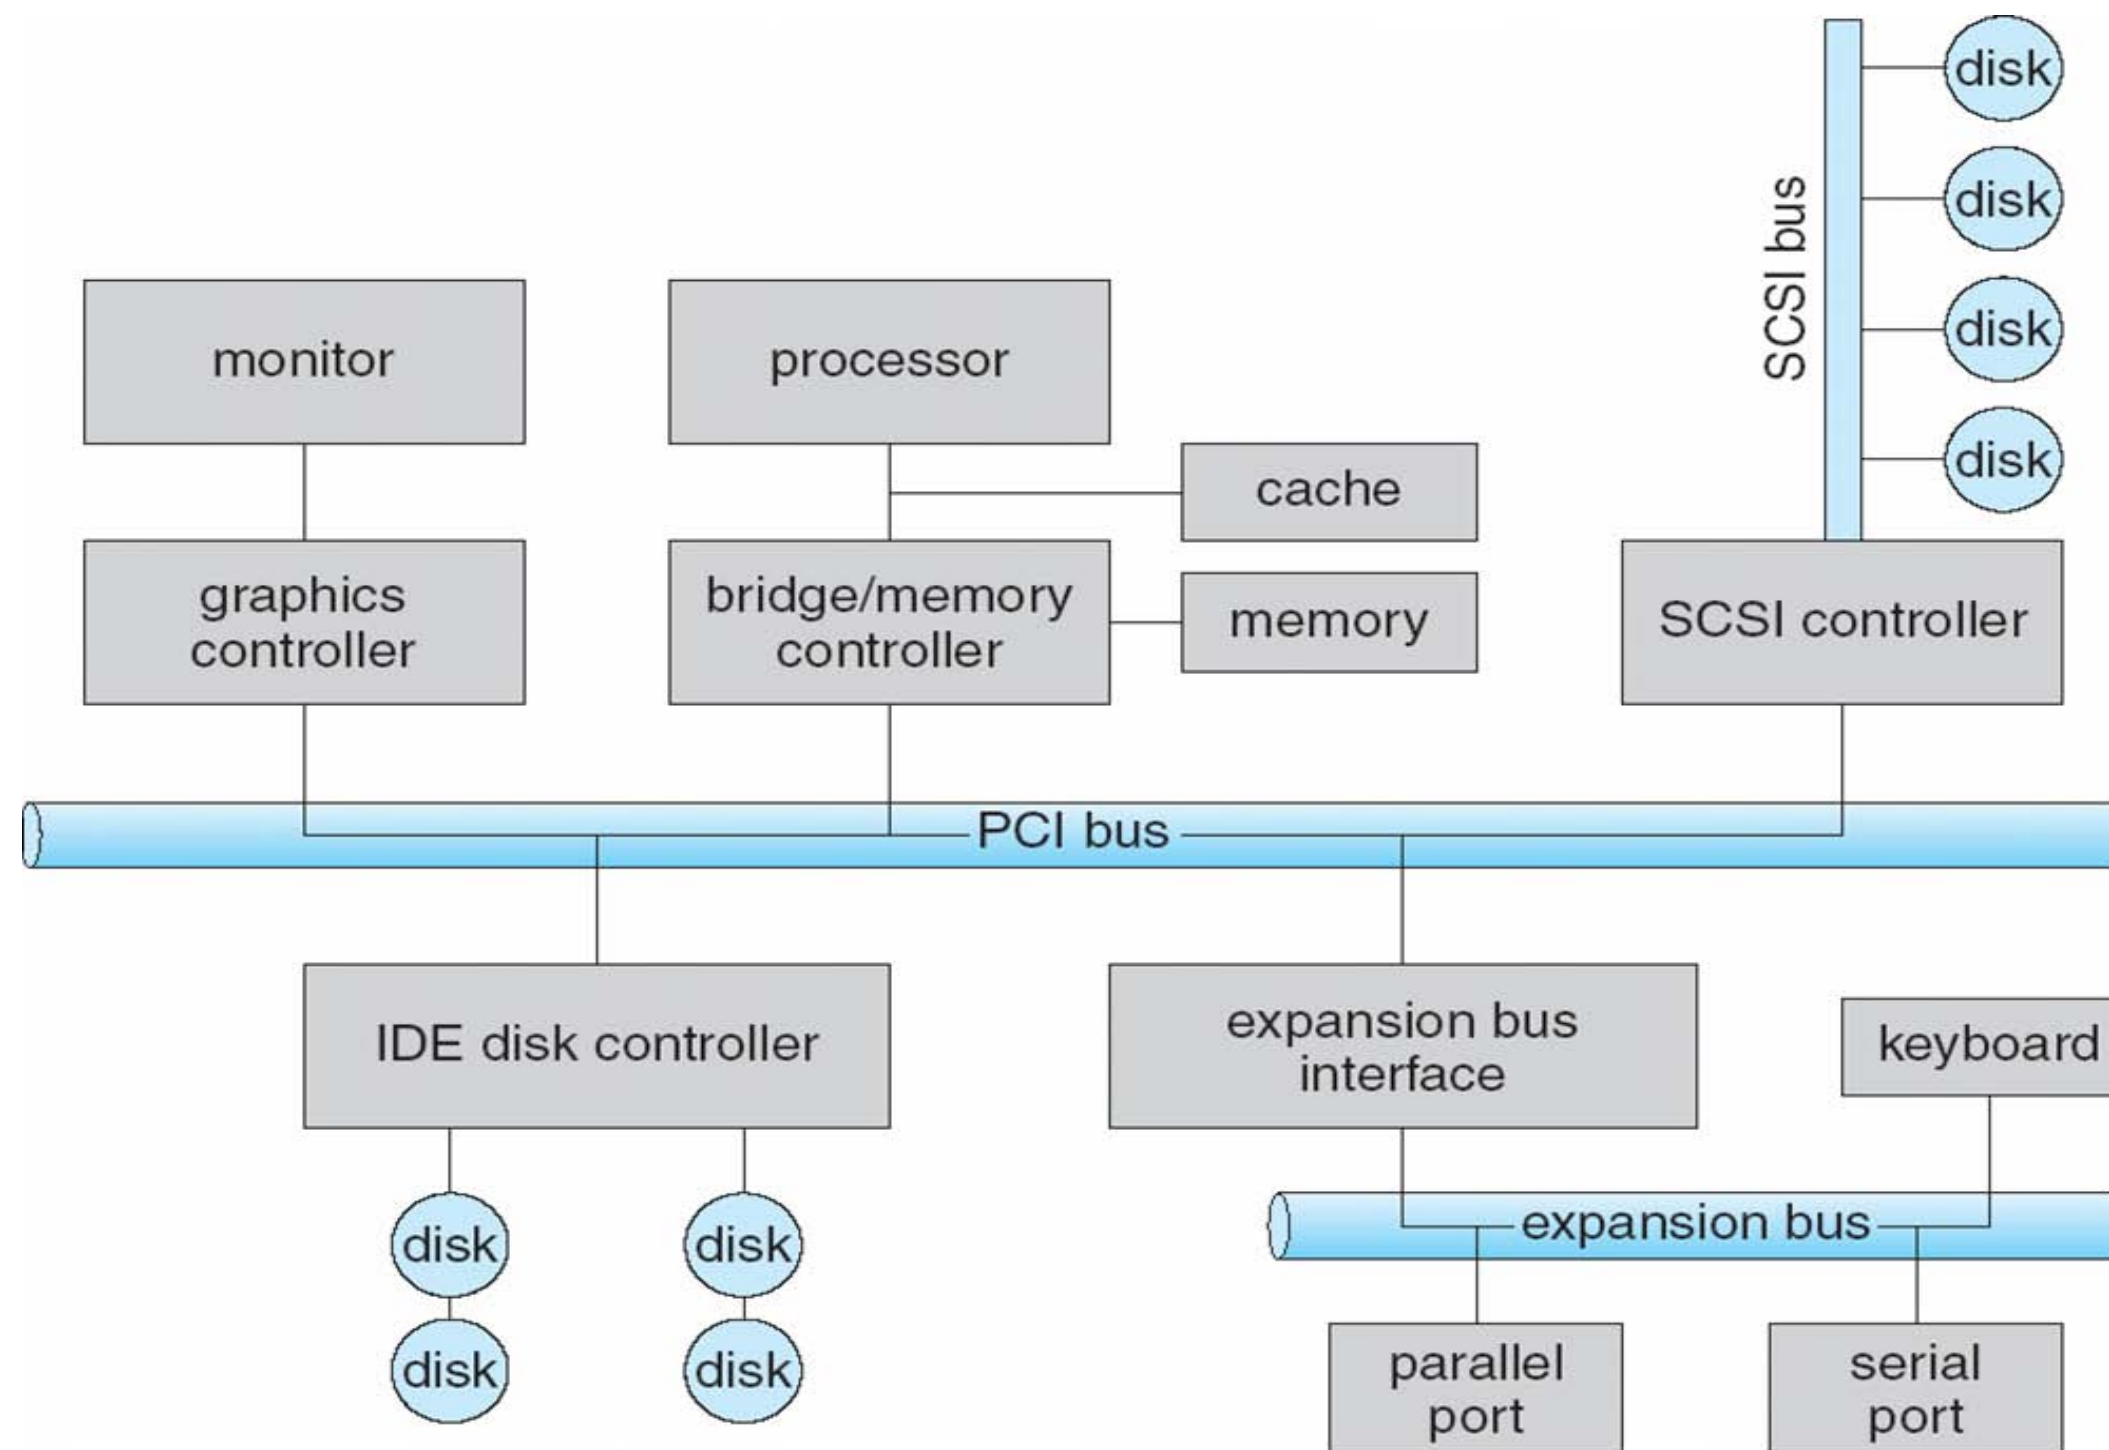 disk
disk
SCSI bus
disk
disk
monitor
processor
cache
graphics
controller
bridge/memory
controller
memory
SCSI controller
PCI bus
IDE disk controller
expansion bus
interface
keyboard
disk
disk
expansion bus
disk
disk
parallel
port
serial
port